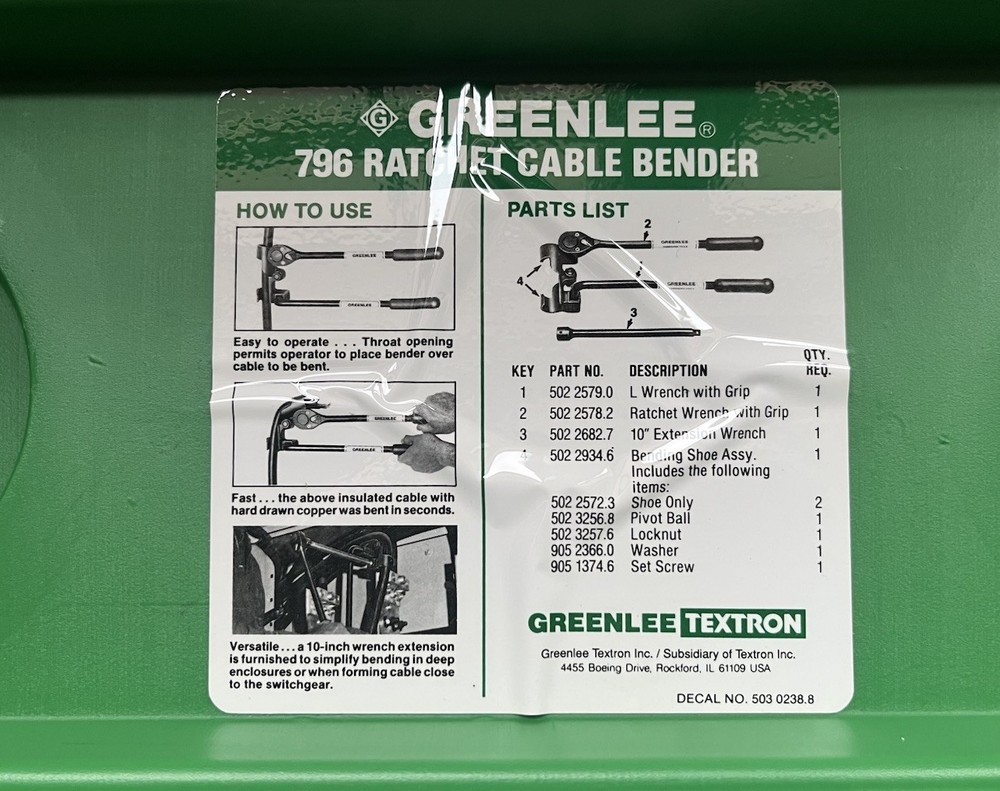 G GREENLEE®
796 RATCHET CABLE BENDER
HOW TO USE
GREENLEE
GREENLEE
Easy to operate . . . Throat opening
permits operator to place bender over
cable to be bent.
GREENLEE
GREENLEE
Fast . . . the above insulated cable with
hard drawn copper was bent in seconds.
Versatile . . . a 10-inch wrench extension
is furnished to simplify bending in deep
enclosures or when forming cable close
to the switchgear.
PARTS LIST
2
GREENLEE
4
GREENLEE
3
KEY PART NO. DESCRIPTION QTY. REQ.
1 502 2579.0 L Wrench with Grip 1
2 502 2578.2 Ratchet Wrench with Grip 1
3 502 2682.7 10" Extension Wrench 1
4 502 2934.6 Bending Shoe Assy. 1
Includes the following
items:
502 2572.3 Shoe Only 2
502 3256.8 Pivot Ball 1
502 3257.6 Locknut 1
905 2366.0 Washer 1
905 1374.6 Set Screw 1
GREENLEE TEXTRON
Greenlee Textron Inc. / Subsidiary of Textron Inc.
4455 Boeing Drive, Rockford, IL 61109 USA
DECAL NO. 503 0238.8